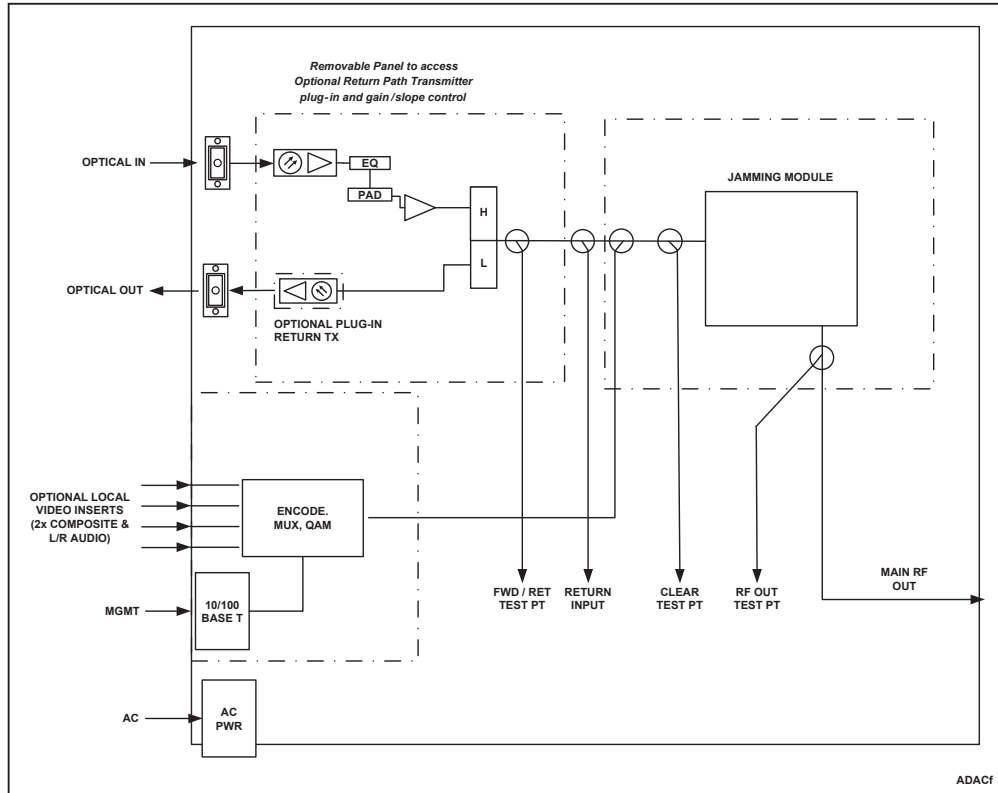 Removable Panel to access
Optional Return Path Transmitter
plug-in and gain/slope control
OPTICAL IN
EQ
PAD
H
L
JAMMING MODULE
OPTICAL OUT
OPTIONAL PLUG-IN
RETURN TX
OPTIONAL LOCAL
VIDEO INSERTS
(2x COMPOSITE &
L/R AUDIO)
ENCODE.
MUX, QAM
MGMT
10/100
BASE T
FWD / RET
TEST PT
RETURN
INPUT
CLEAR
TEST PT
RF OUT
TEST PT
MAIN RF
OUT
AC
AC
PWR
ADACf